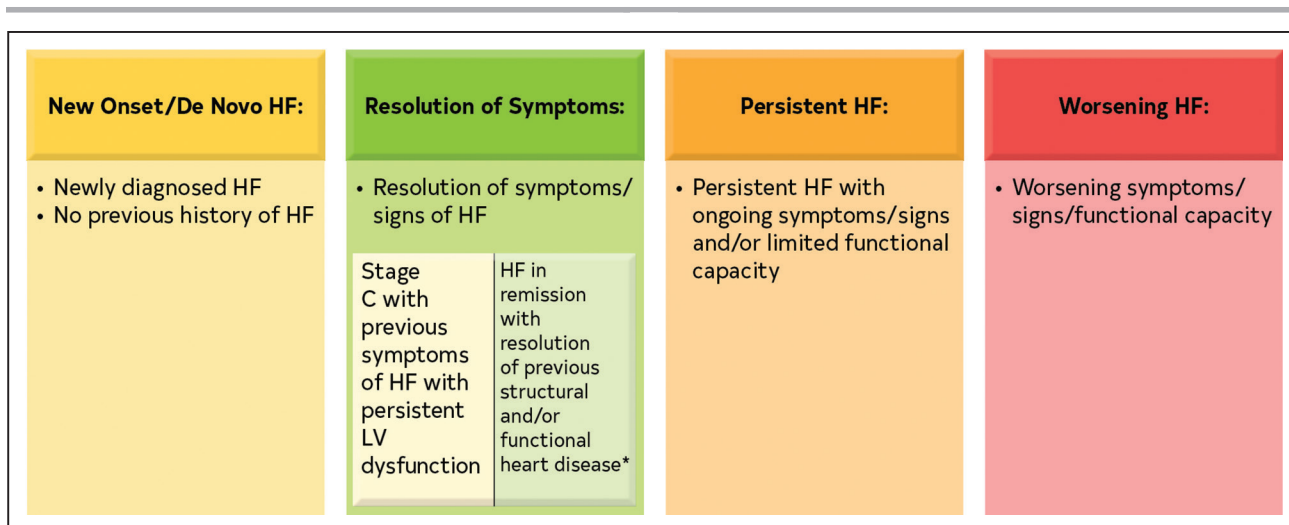 New Onset/De Novo HF:
• Newly diagnosed HF
• No previous history of HF
Resolution of Symptoms:
• Resolution of symptoms/
signs of HF
Stage
C with
previous
symptoms
of HF with
persistent
LV
dysfunction
HF in
remission
with
resolution
of previous
structural
and/or
functional
heart disease*
Persistent HF:
• Persistent HF with
ongoing symptoms/signs
and/or limited functional
capacity
Worsening HF:
• Worsening symptoms/
signs/functional capacity